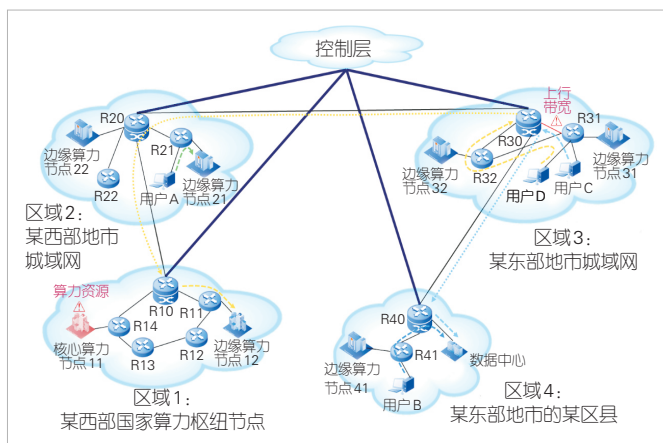 控制层
R20
R21
R22
边缘算力
节点22
用户A
边缘算力
节点21
区域2：
某西部地市
城域网
上行
带宽
R31
R30
R32
边缘算力
节点32
用户D
用户C
边缘算力
节点31
区域3：
某东部地市城域网
算力资源
R10
R11
R14
R12
R13
核心算力
节点11
边缘算力
节点12
区域1：
某西部国家算力枢纽节点
R40
R41
边缘算力
节点41
用户B
数据中心
区域4：
某东部地市的某区县